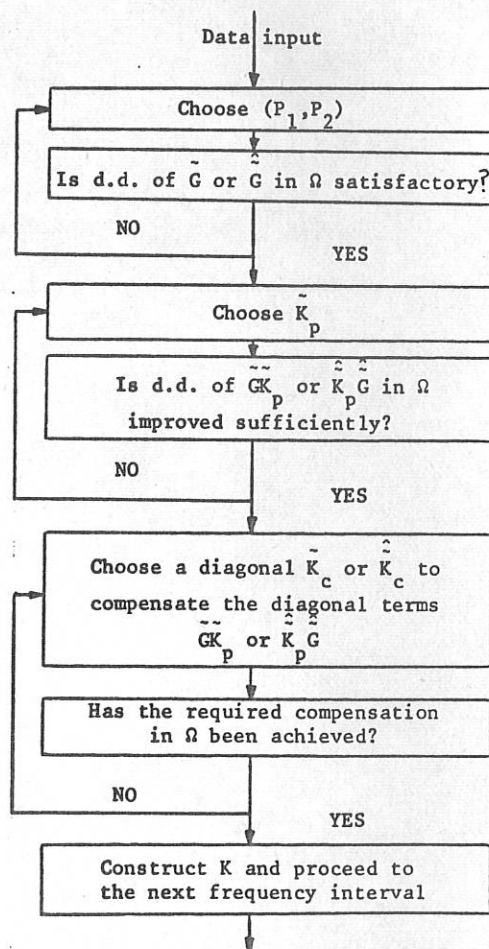 Data input
Choose (P₁,P₂)
Is d.d. of G̃ or G̃̂ in Ω satisfactory?
NO
YES
Choose K̃p
Is d.d. of G̃K̃p or K̃̂pG̃̂ in Ω
improved sufficiently?
NO
YES
Choose a diagonal K̃c or K̃̂c to
compensate the diagonal terms
G̃K̃p or K̃̂pG̃̂
Has the required compensation
in Ω been achieved?
NO
YES
Construct K and proceed to
the next frequency interval